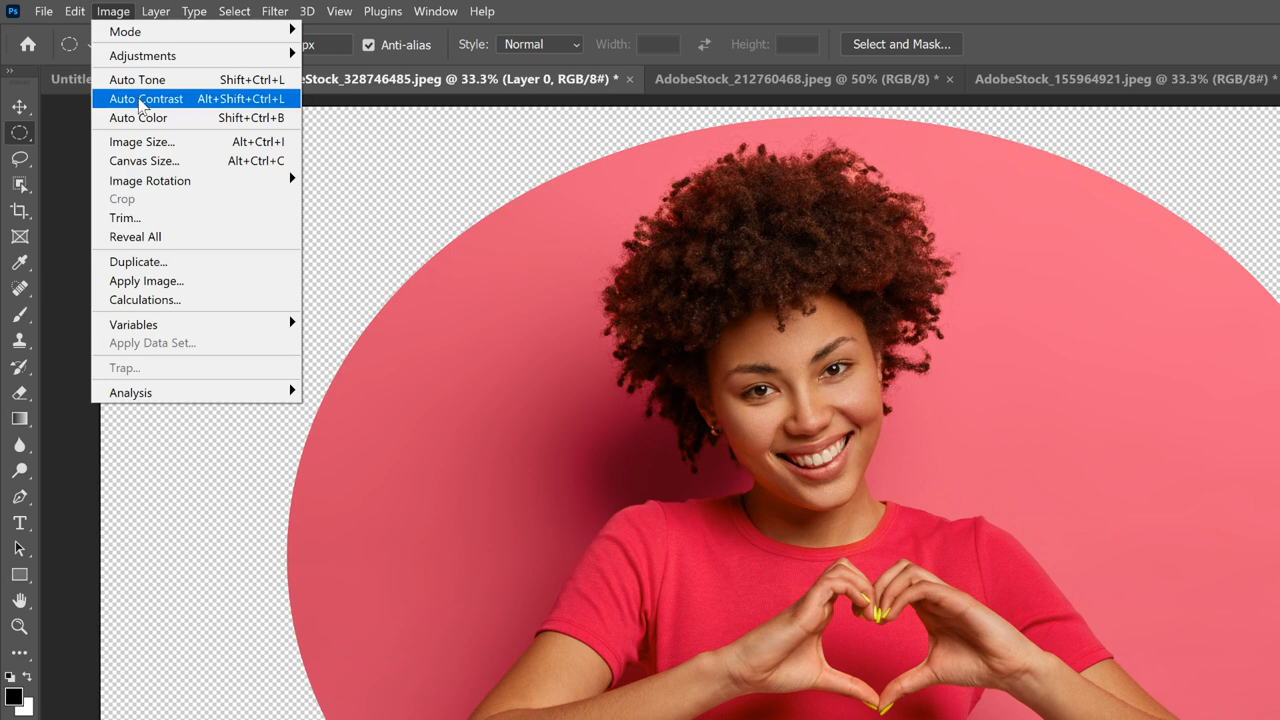 Ps File Edit Image Layer Type Select Filter 3D View Plugins Window Help
px Anti-alias Style: Normal Width: Height: Select and Mask...
eStock_328746485.jpeg @ 33.3% (Layer 0, RGB/8#) * × AdobeStock_212760468.jpeg @ 50% (RGB/8) * × AdobeStock_155964921.jpeg @ 33.3% (RGB/8#) *
Mode
Adjustments
Auto Tone Shift+Ctrl+L
Auto Contrast Alt+Shift+Ctrl+L
Auto Color Shift+Ctrl+B
Image Size... Alt+Ctrl+I
Canvas Size... Alt+Ctrl+C
Image Rotation
Crop
Trim...
Reveal All
Duplicate...
Apply Image...
Calculations...
Variables
Apply Data Set...
Trap...
Analysis